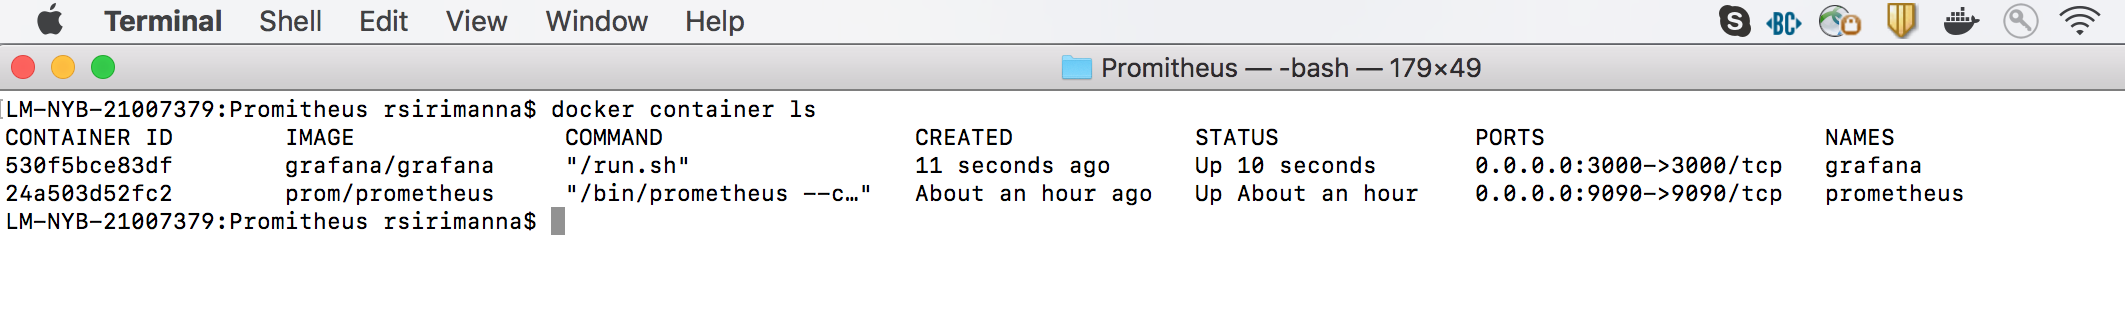 Terminal Shell Edit View Window Help S BC
Promitheus — -bash — 179×49
LM-NYB-21007379:Promitheus rsirimanna$ docker container ls
CONTAINER ID IMAGE COMMAND CREATED STATUS PORTS NAMES
530f5bce83df grafana/grafana "/run.sh" 11 seconds ago Up 10 seconds 0.0.0.0:3000->3000/tcp grafana
24a503d52fc2 prom/prometheus "/bin/prometheus --c…" About an hour ago Up About an hour 0.0.0.0:9090->9090/tcp prometheus
LM-NYB-21007379:Promitheus rsirimanna$